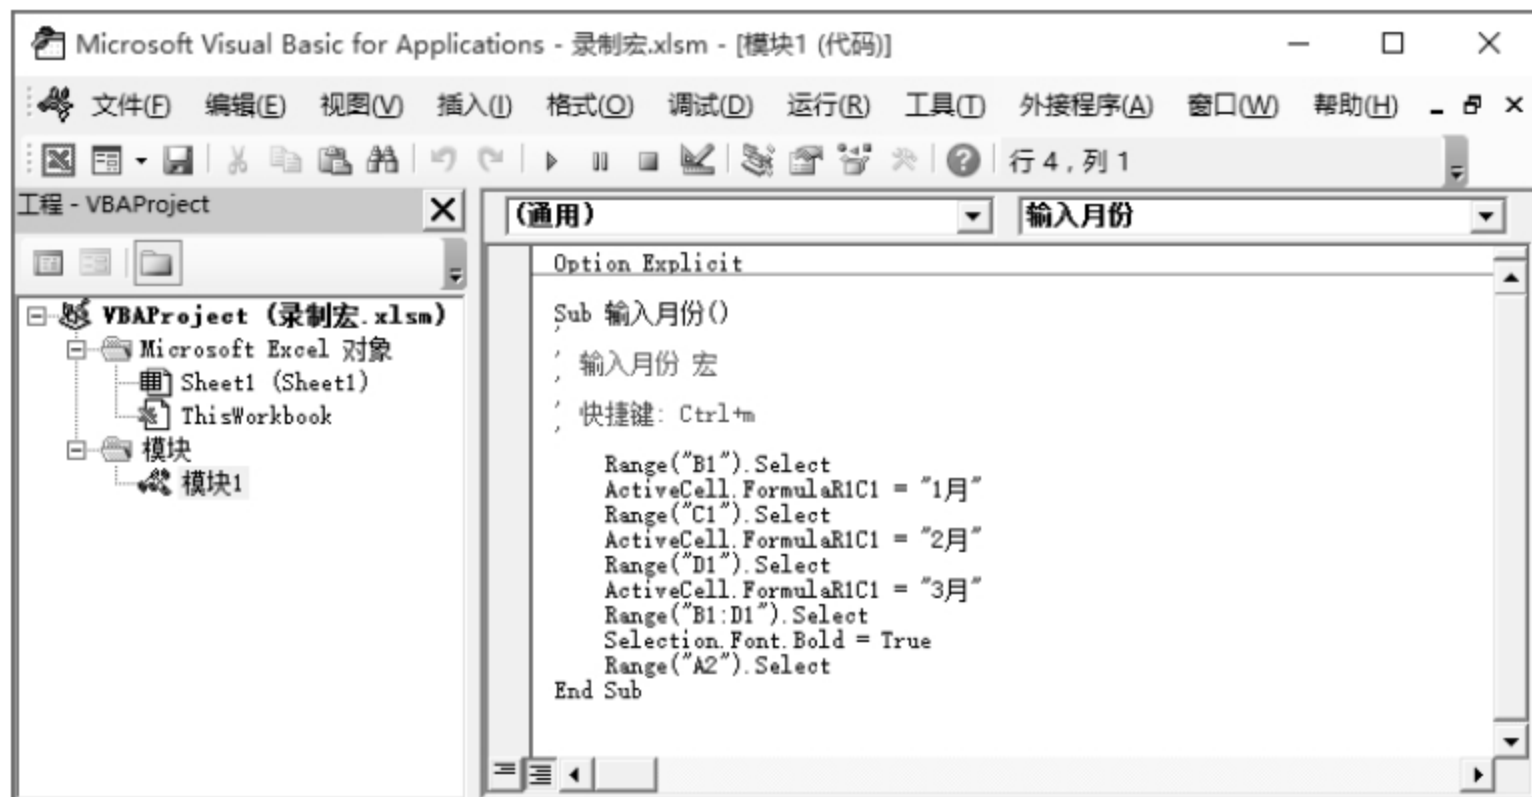 Microsoft Visual Basic for Applications - 录制宏.xlsm - [模块1 (代码)]
文件(F) 编辑(E) 视图(V) 插入(I) 格式(O) 调试(D) 运行(R) 工具(T) 外接程序(A) 窗口(W) 帮助(H)
行 4 , 列 1
工程 - VBAProject
(通用) 输入月份
VBAProject (录制宏.xlsm)
Microsoft Excel 对象
Sheet1 (Sheet1)
ThisWorkbook
模块
模块1
Option Explicit
Sub 输入月份()
'
' 输入月份 宏
'
' 快捷键: Ctrl+m
'
Range("B1").Select
ActiveCell.FormulaR1C1 = "1月"
Range("C1").Select
ActiveCell.FormulaR1C1 = "2月"
Range("D1").Select
ActiveCell.FormulaR1C1 = "3月"
Range("B1:D1").Select
Selection.Font.Bold = True
Range("A2").Select
End Sub